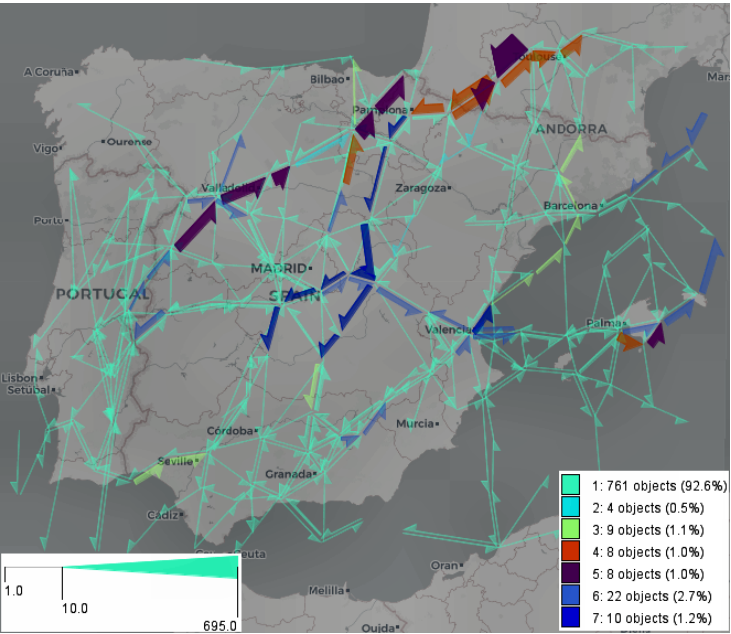 A Coruña
Bilbao
Toulouse
Mars
Pamplona
ANDORRA
Ourense
Vigo
Valladolid
Zaragoza
Barcelona
Porto
MADRID
PORTUGAL
SPAIN
Palma
Valencia
Lisbon
Setúbal
Murcia
Córdoba
Seville
Granada
Cádiz
Ceuta
Oran
Melilla
Oujda
1.0
10.0
695.0
1: 761 objects (92.6%)
2: 4 objects (0.5%)
3: 9 objects (1.1%)
4: 8 objects (1.0%)
5: 8 objects (1.0%)
6: 22 objects (2.7%)
7: 10 objects (1.2%)